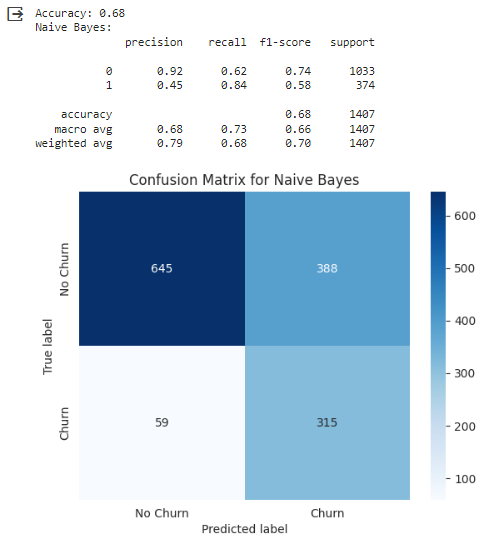 Accuracy: 0.68
Naive Bayes:
precision recall f1-score support
0 0.92 0.62 0.74 1033
1 0.45 0.84 0.58 374
accuracy 0.68 1407
macro avg 0.68 0.73 0.66 1407
weighted avg 0.79 0.68 0.70 1407
Confusion Matrix for Naive Bayes
No Churn 645 388
Churn 59 315
True label
No Churn Churn
Predicted label
600
500
400
300
200
100